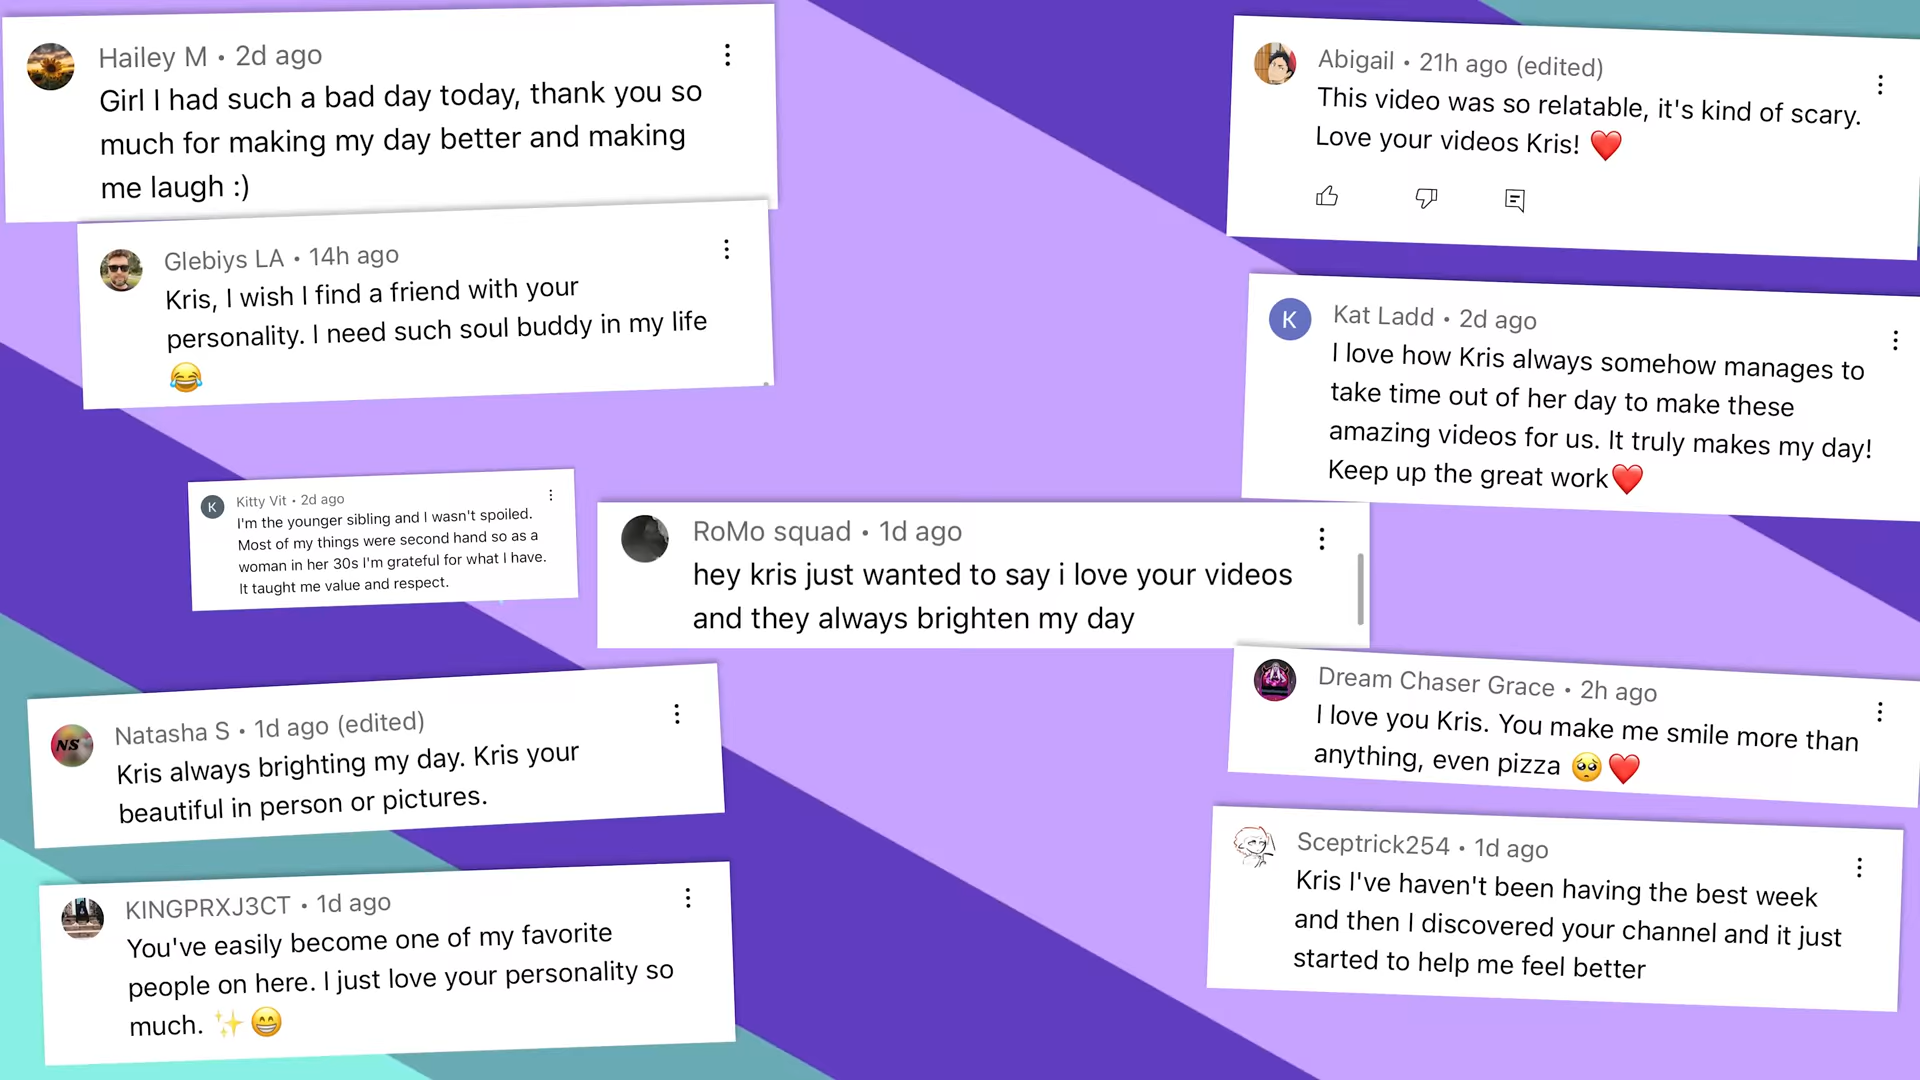 Hailey M • 2d ago
Girl I had such a bad day today, thank you so
much for making my day better and making
me laugh :)
Glebiys LA • 14h ago
Kris, I wish I find a friend with your
personality. I need such soul buddy in my life
😂
K
Kitty Vit • 2d ago
I'm the younger sibling and I wasn't spoiled.
Most of my things were second hand so as a
woman in her 30s I'm grateful for what I have.
It taught me value and respect.
RoMo squad • 1d ago
hey kris just wanted to say i love your videos
and they always brighten my day
NS
Natasha S • 1d ago (edited)
Kris always brighting my day. Kris your
beautiful in person or pictures.
KINGPRXJ3CT • 1d ago
You've easily become one of my favorite
people on here. I just love your personality so
much. ✨😁
Abigail • 21h ago (edited)
This video was so relatable, it's kind of scary.
Love your videos Kris! ❤️
K
Kat Ladd • 2d ago
I love how Kris always somehow manages to
take time out of her day to make these
amazing videos for us. It truly makes my day!
Keep up the great work❤️
Dream Chaser Grace • 2h ago
I love you Kris. You make me smile more than
anything, even pizza 🥺❤️
Sceptrick254 • 1d ago
Kris I've haven't been having the best week
and then I discovered your channel and it just
started to help me feel better